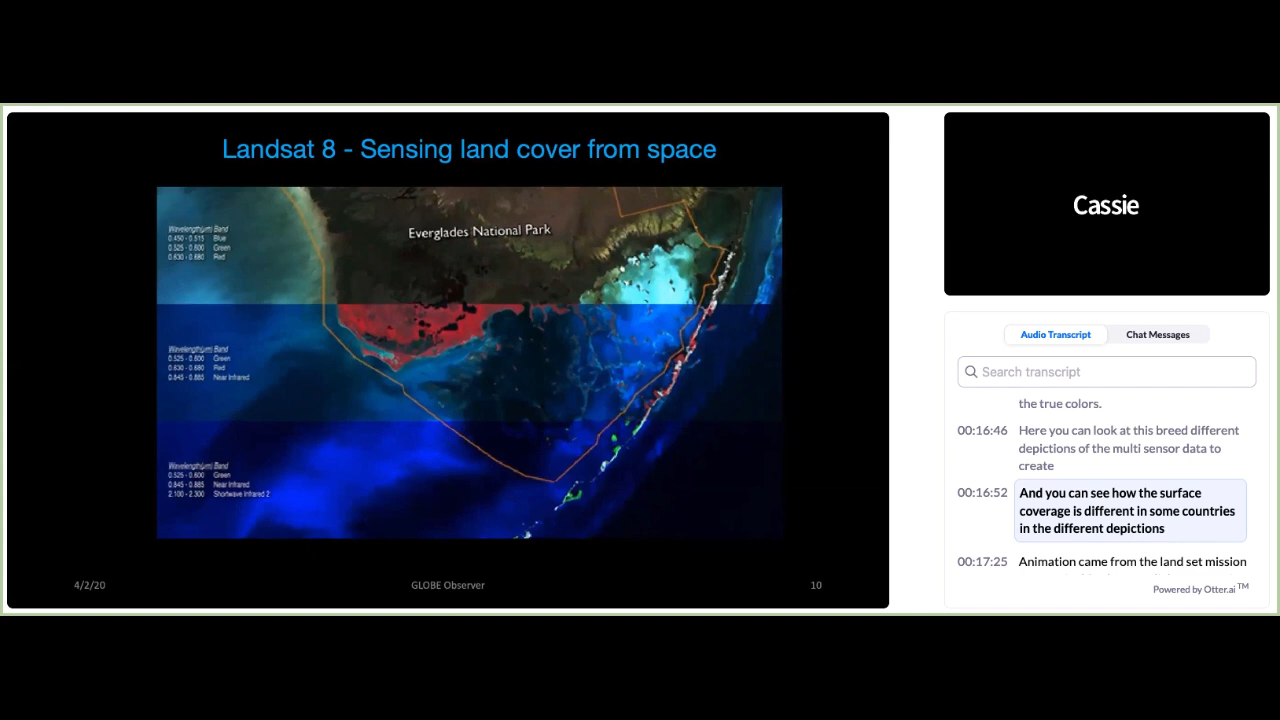 Landsat 8 - Sensing land cover from space
Everglades National Park
Wavelength(µm) Band
0.450 - 0.515 Blue
0.525 - 0.600 Green
0.630 - 0.680 Red
Wavelength(µm) Band
0.525 - 0.600 Green
0.630 - 0.680 Red
0.845 - 0.885 Near Infrared
Wavelength(µm) Band
0.525 - 0.600 Green
0.845 - 0.885 Near Infrared
2.100 - 2.300 Shortwave Infrared 2
4/2/20
GLOBE Observer
10
Cassie
Audio Transcript
Chat Messages
Search transcript
the true colors.
00:16:46 Here you can look at this breed different
depictions of the multi sensor data to
create
00:16:52 And you can see how the surface
coverage is different in some countries
in the different depictions
00:17:25 Animation came from the land set mission
Powered by Otter.ai TM